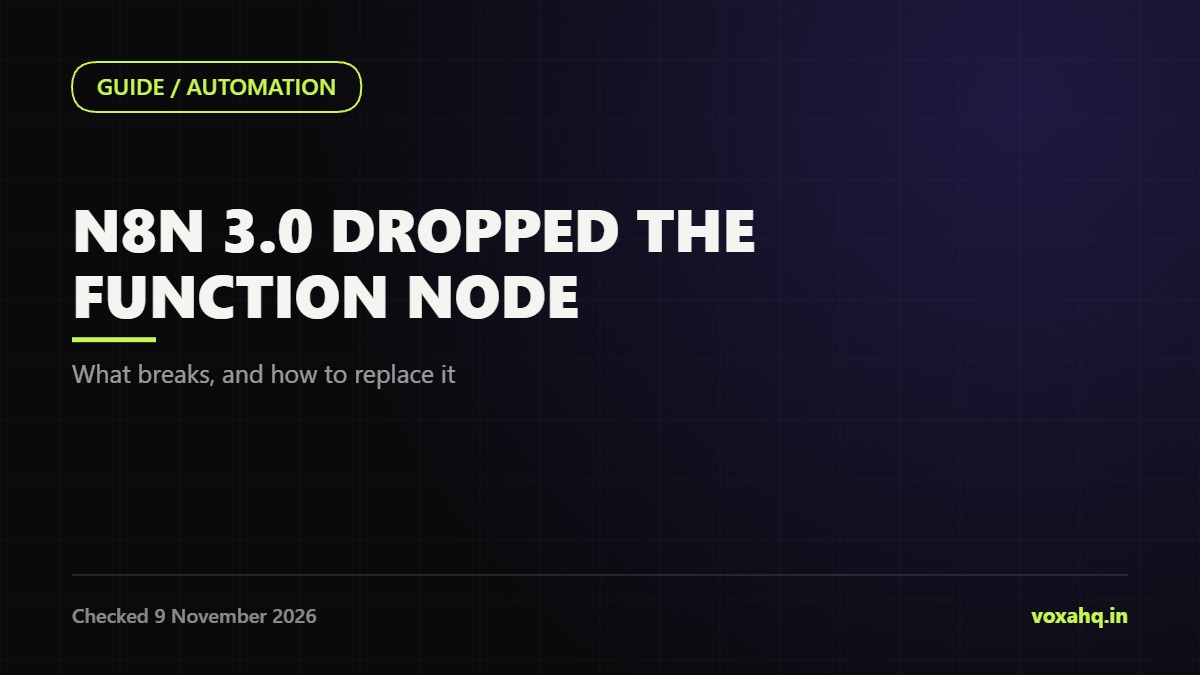 GUIDE / AUTOMATION
N8N 3.0 DROPPED THE
FUNCTION NODE
What breaks, and how to replace it
Checked 9 November 2026
voxahq.in